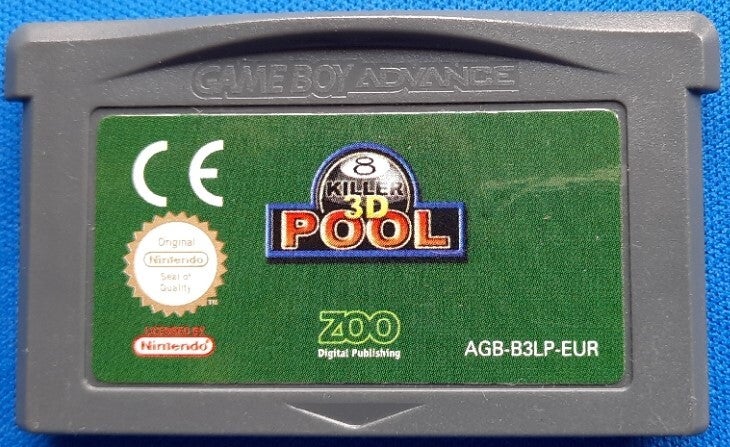 GAME BOY ADVANCE
CE
8
KILLER
3D
POOL
Original
Nintendo
Seal of
Quality
TM
LICENSED BY
Nintendo
ZOO
Digital Publishing
AGB-B3LP-EUR